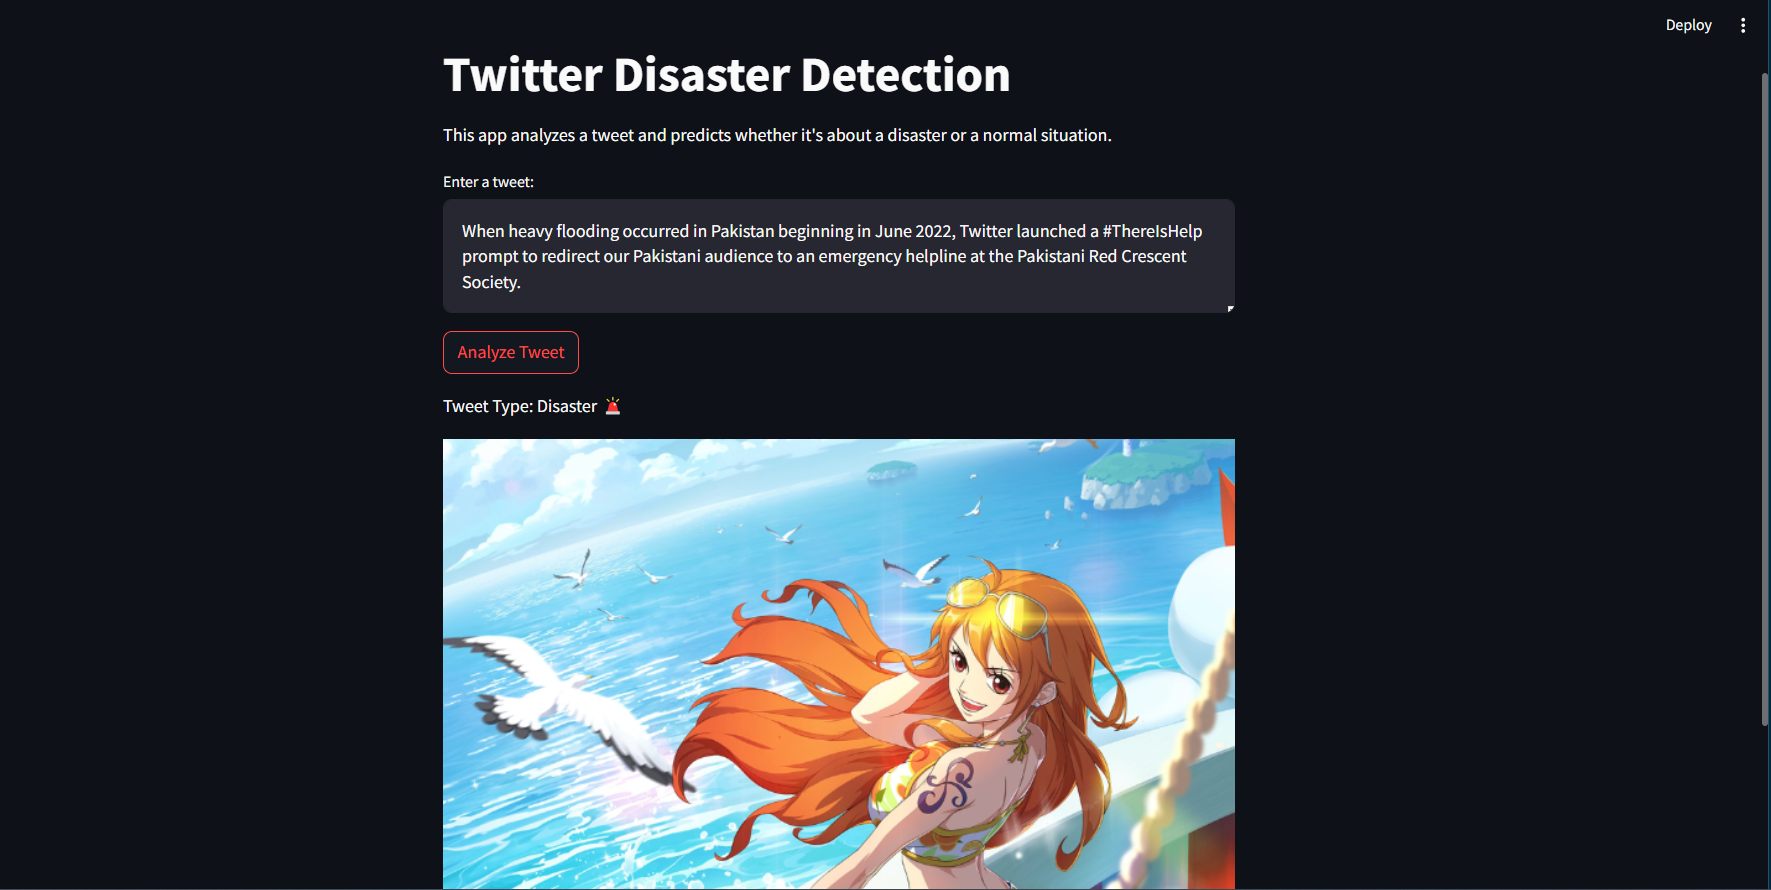 Deploy
Twitter Disaster Detection
This app analyzes a tweet and predicts whether it's about a disaster or a normal situation.
Enter a tweet:
When heavy flooding occurred in Pakistan beginning in June 2022, Twitter launched a #ThereIsHelp
prompt to redirect our Pakistani audience to an emergency helpline at the Pakistani Red Crescent
Society.
Analyze Tweet
Tweet Type: Disaster 🚨